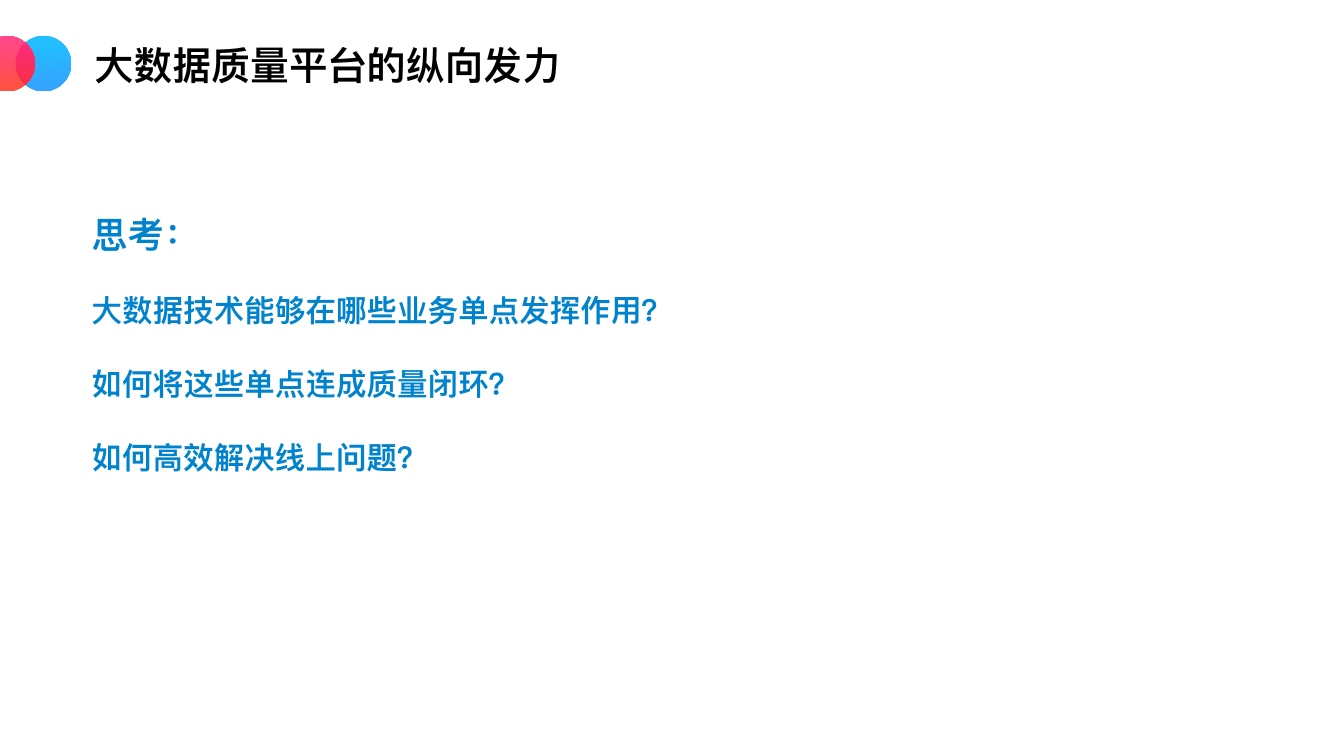 大数据质量平台的纵向发力
思考：
大数据技术能够在哪些业务单点发挥作用?
如何将这些单点连成质量闭环?
如何高效解决线上问题?